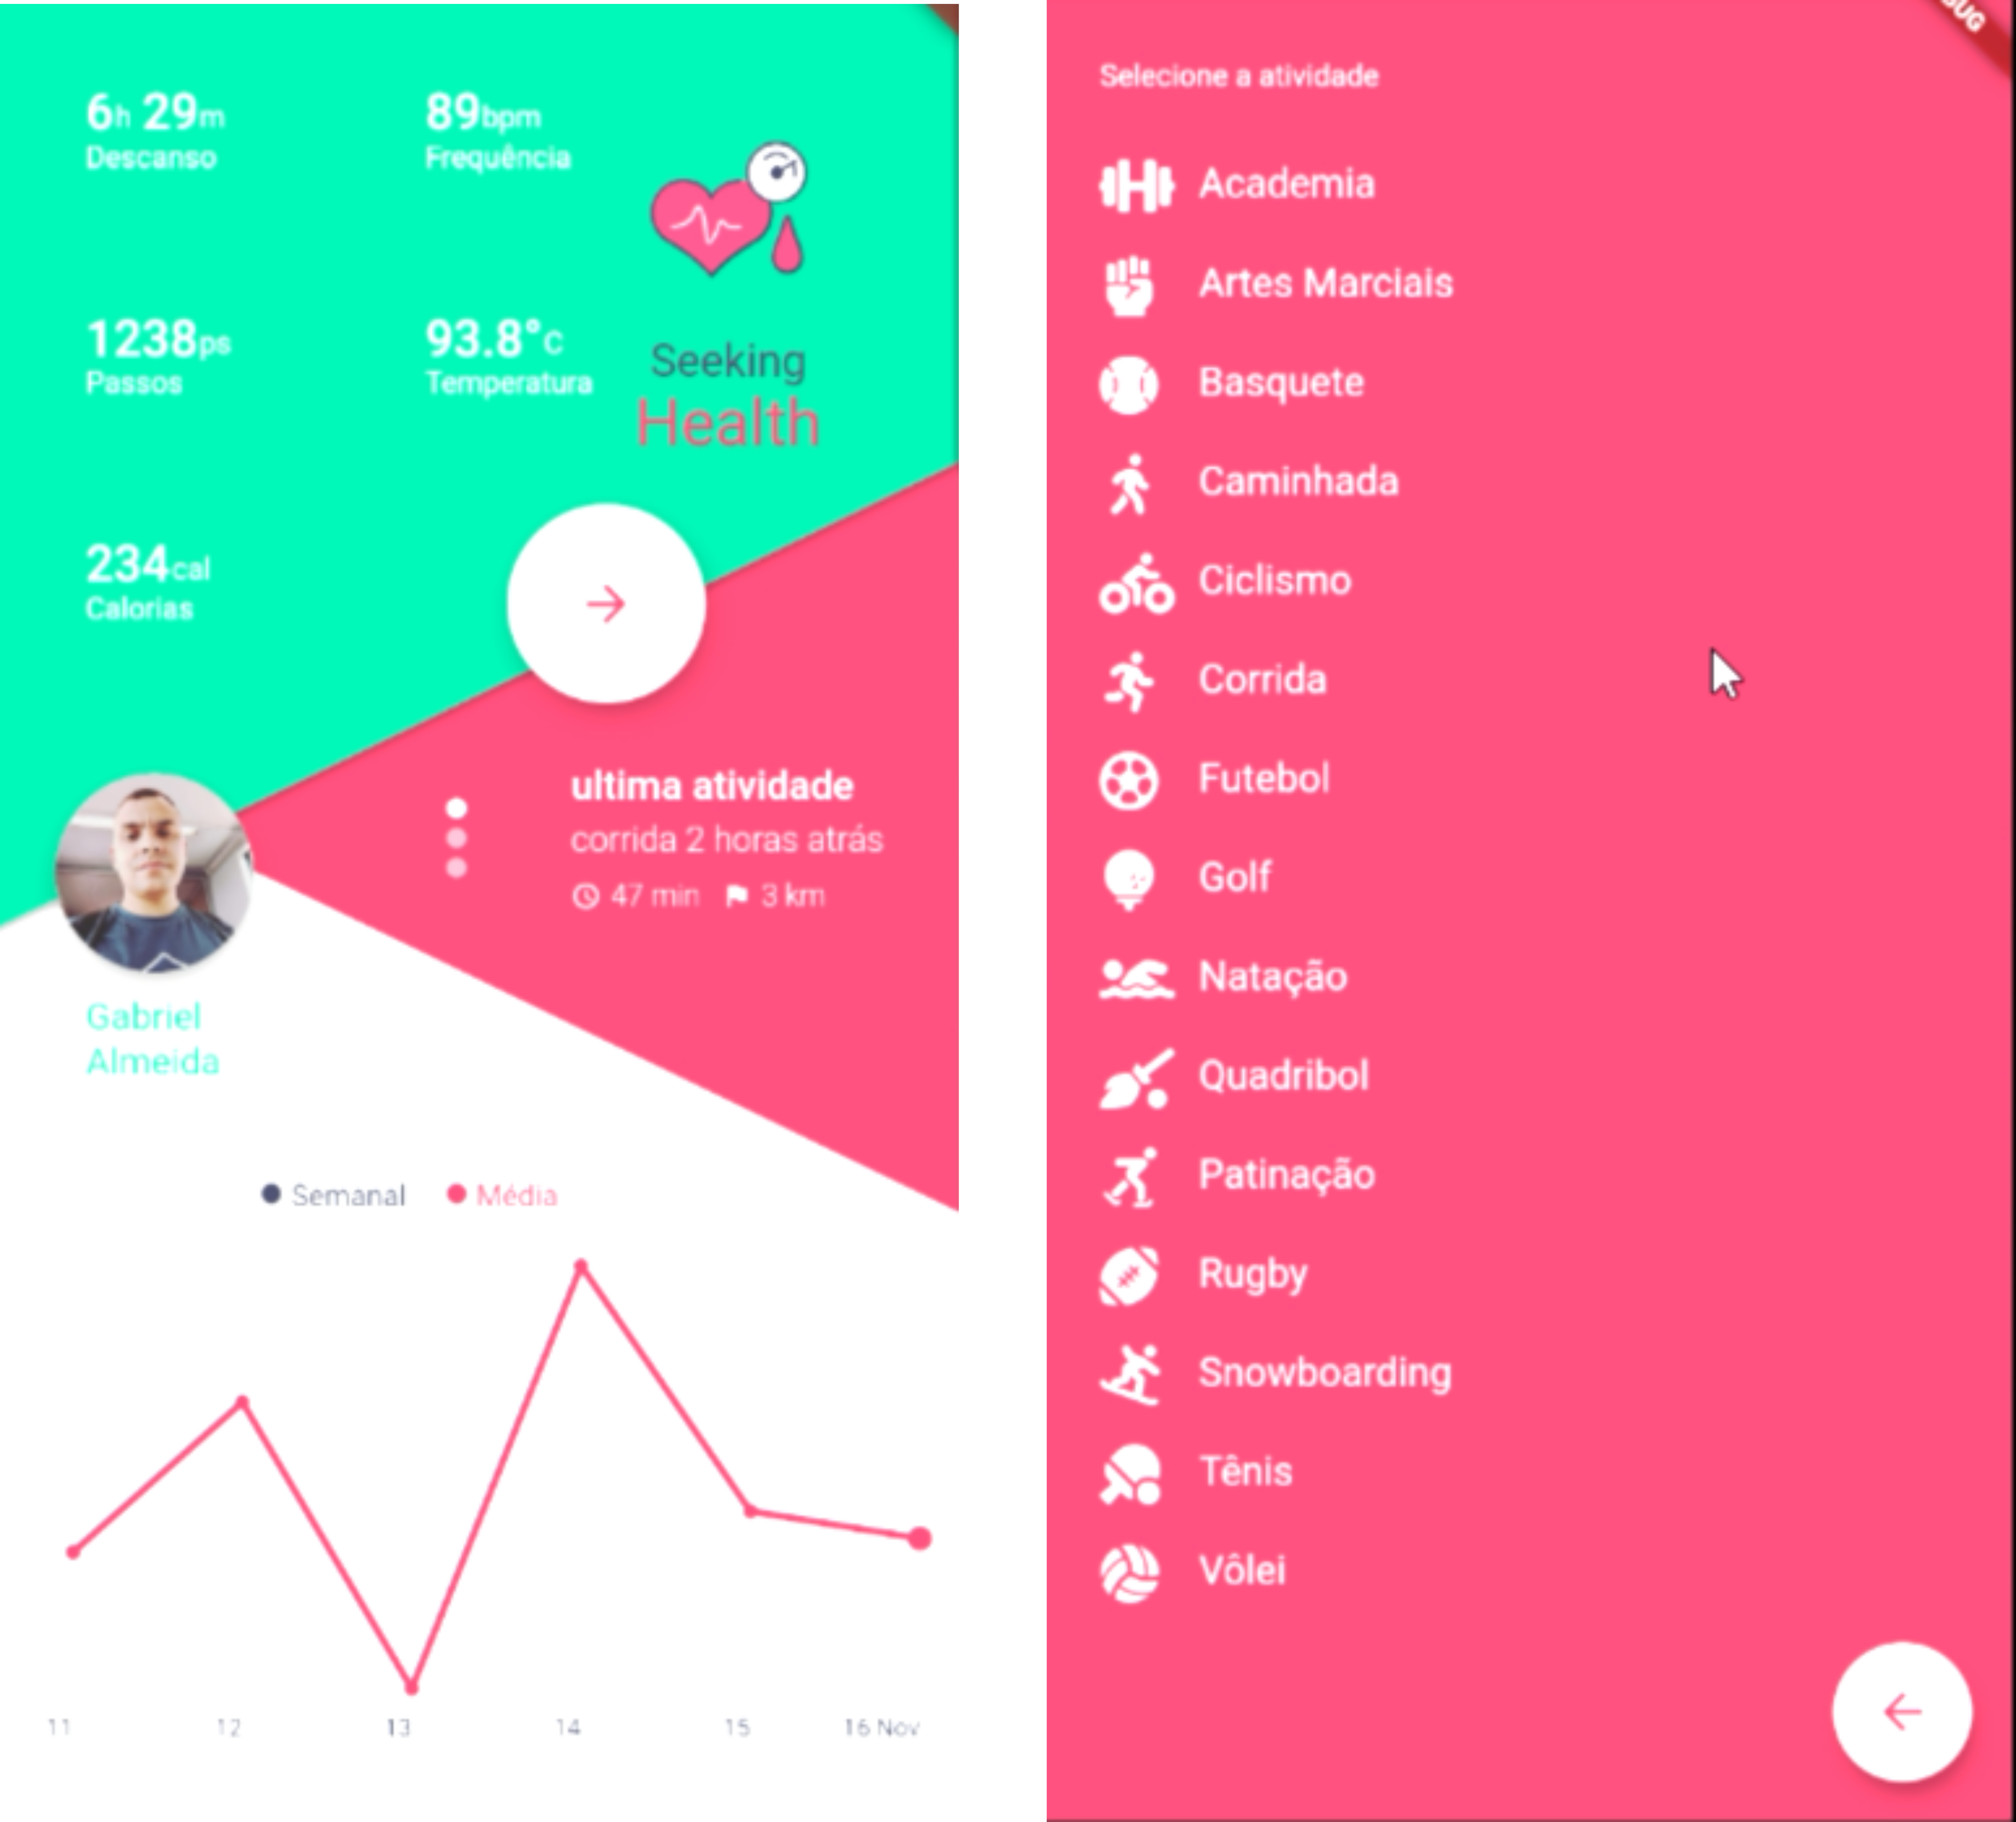 6h 29m
Descanso
89bpm
Frequência
1238ps
Passos
93.8°C
Temperatura
Seeking
Health
234cal
Calorias
ultima atividade
corrida 2 horas atrás
47 min 3 km
Gabriel
Almeida
Semanal Média
11 12 13 14 15 16 Nov
Selecione a atividade
Academia
Artes Marciais
Basquete
Caminhada
Ciclismo
Corrida
Futebol
Golf
Natação
Quadribol
Patinação
Rugby
Snowboarding
Tênis
Vôlei